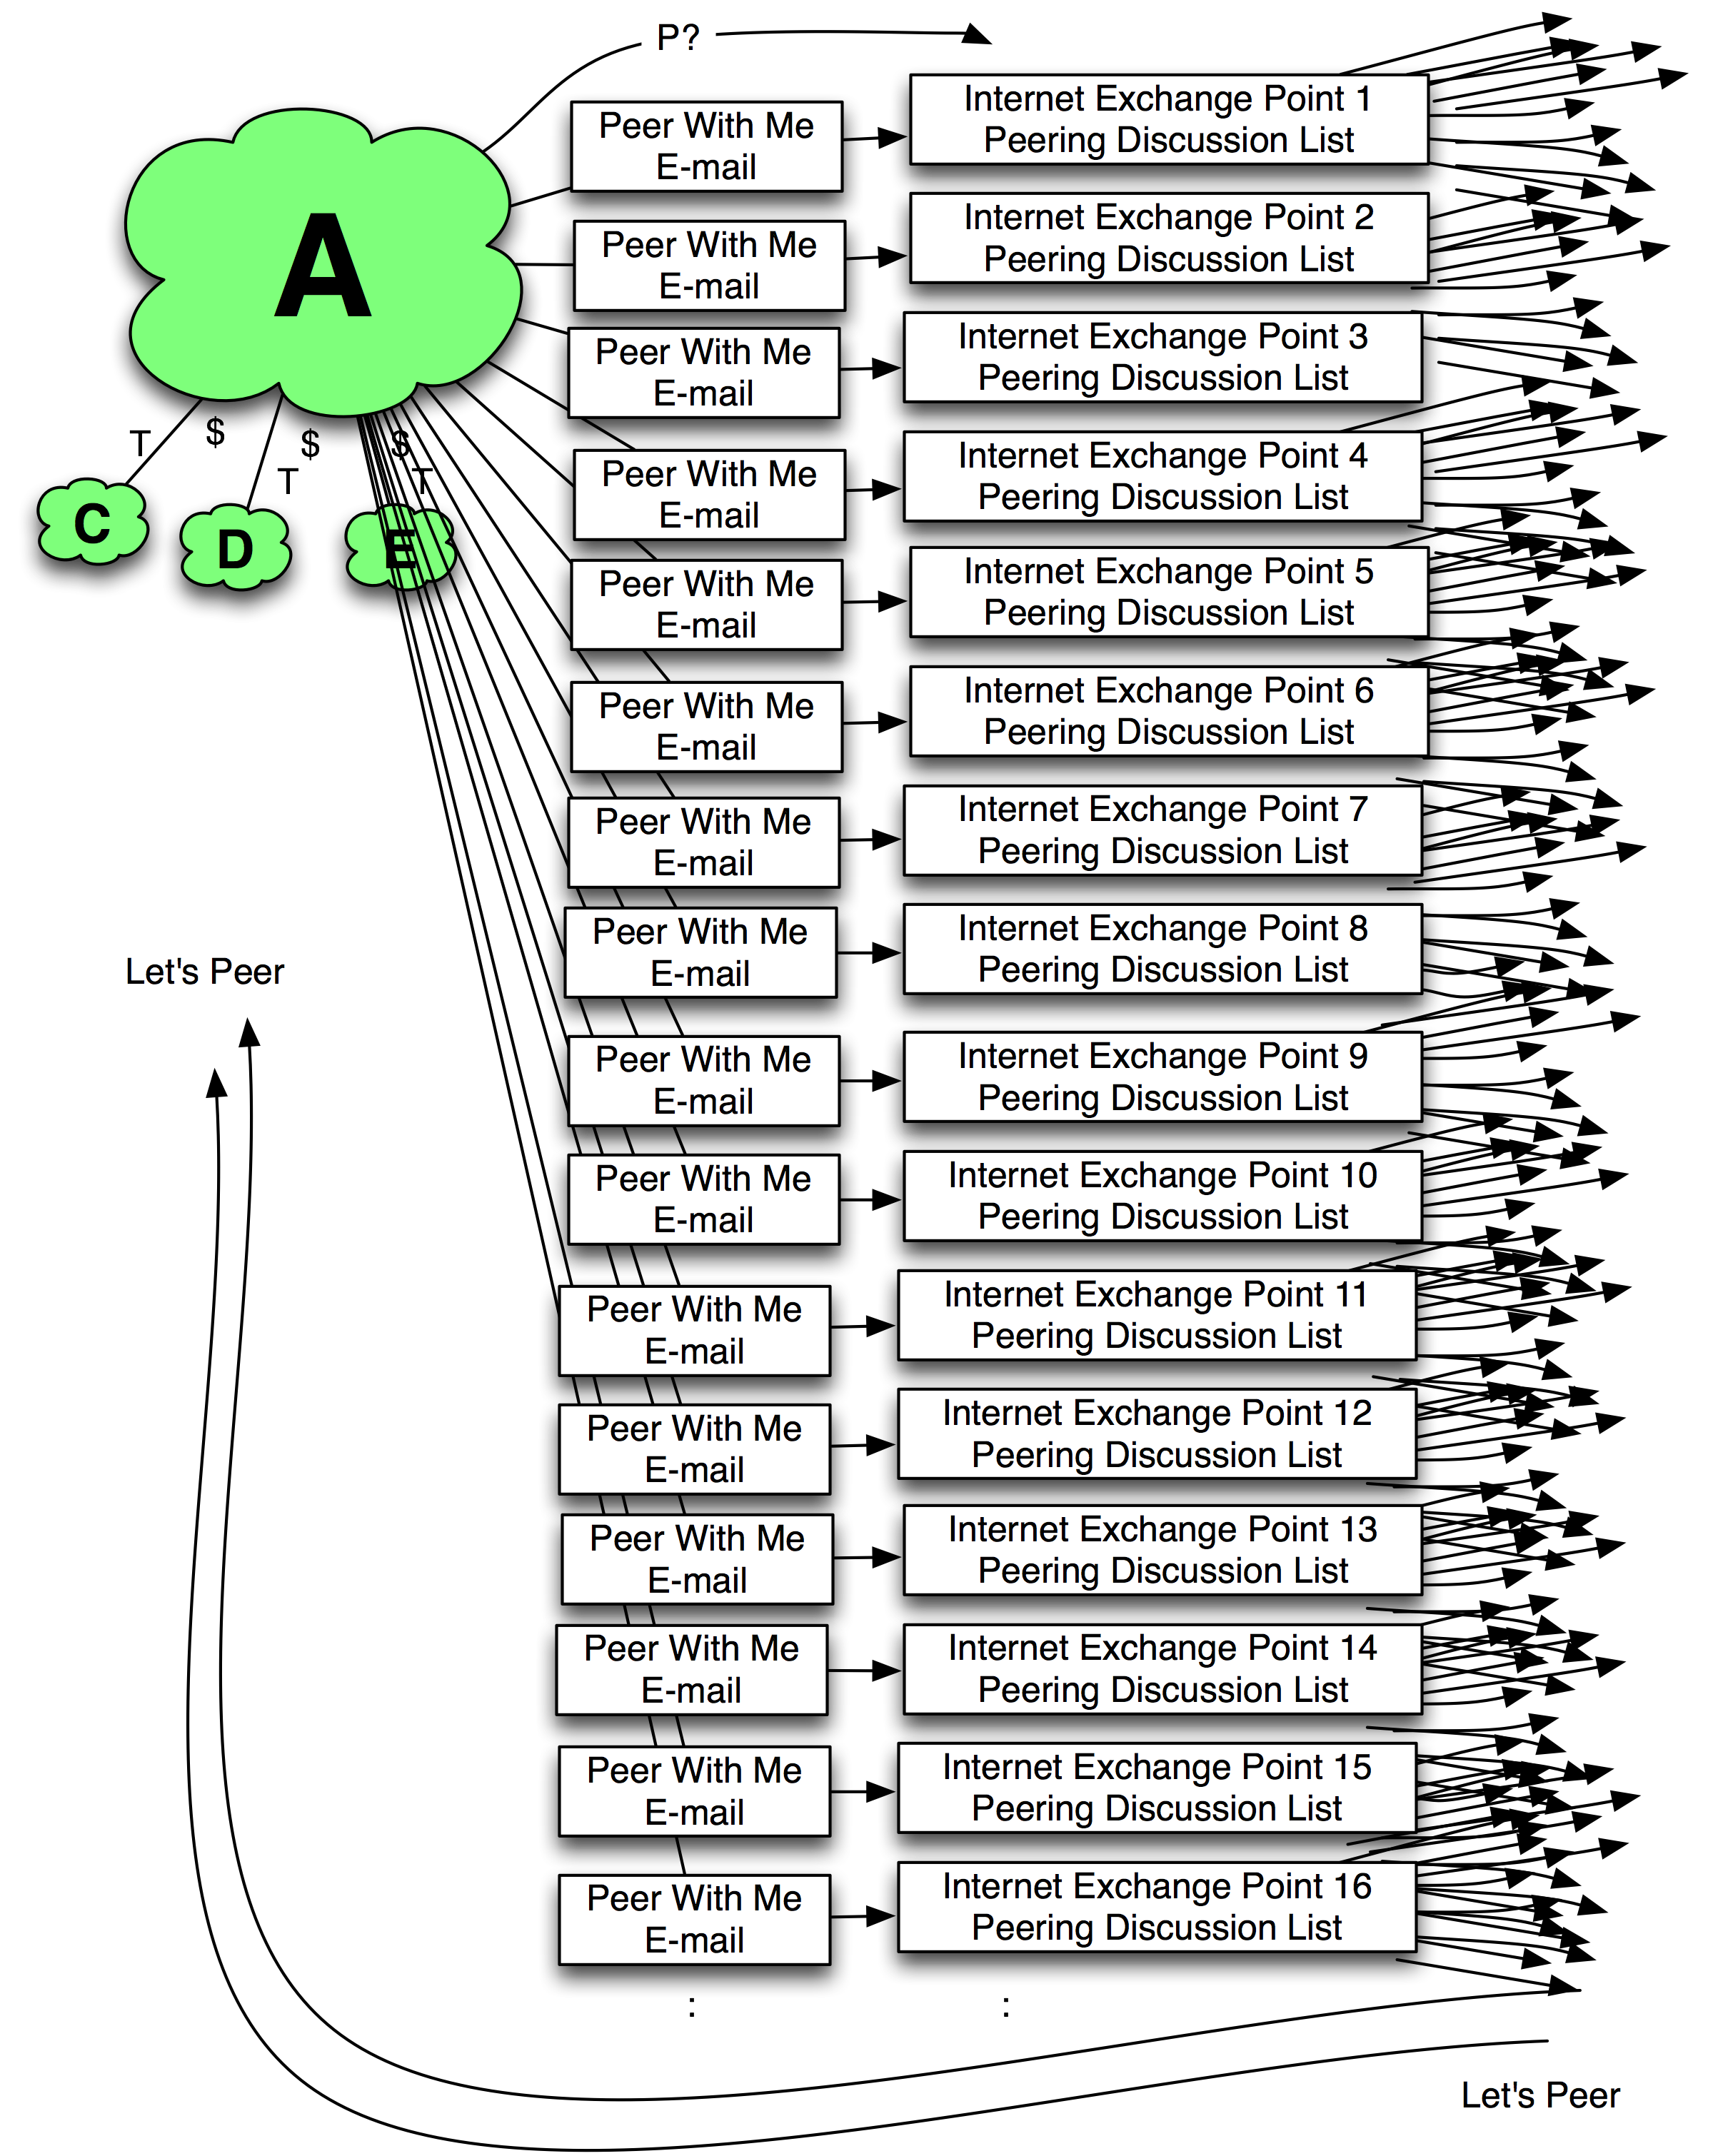 P?
A
Peer With Me
E-mail
Internet Exchange Point 1
Peering Discussion List
Peer With Me
E-mail
Internet Exchange Point 2
Peering Discussion List
Peer With Me
E-mail
Internet Exchange Point 3
Peering Discussion List
T
$
$
$
T
T
C
D
E
Peer With Me
E-mail
Internet Exchange Point 4
Peering Discussion List
Peer With Me
E-mail
Internet Exchange Point 5
Peering Discussion List
Peer With Me
E-mail
Internet Exchange Point 6
Peering Discussion List
Peer With Me
E-mail
Internet Exchange Point 7
Peering Discussion List
Peer With Me
E-mail
Internet Exchange Point 8
Peering Discussion List
Let's Peer
Peer With Me
E-mail
Internet Exchange Point 9
Peering Discussion List
Peer With Me
E-mail
Internet Exchange Point 10
Peering Discussion List
Peer With Me
E-mail
Internet Exchange Point 11
Peering Discussion List
Peer With Me
E-mail
Internet Exchange Point 12
Peering Discussion List
Peer With Me
E-mail
Internet Exchange Point 13
Peering Discussion List
Peer With Me
E-mail
Internet Exchange Point 14
Peering Discussion List
Peer With Me
E-mail
Internet Exchange Point 15
Peering Discussion List
Peer With Me
E-mail
Internet Exchange Point 16
Peering Discussion List
:
:
Let's Peer